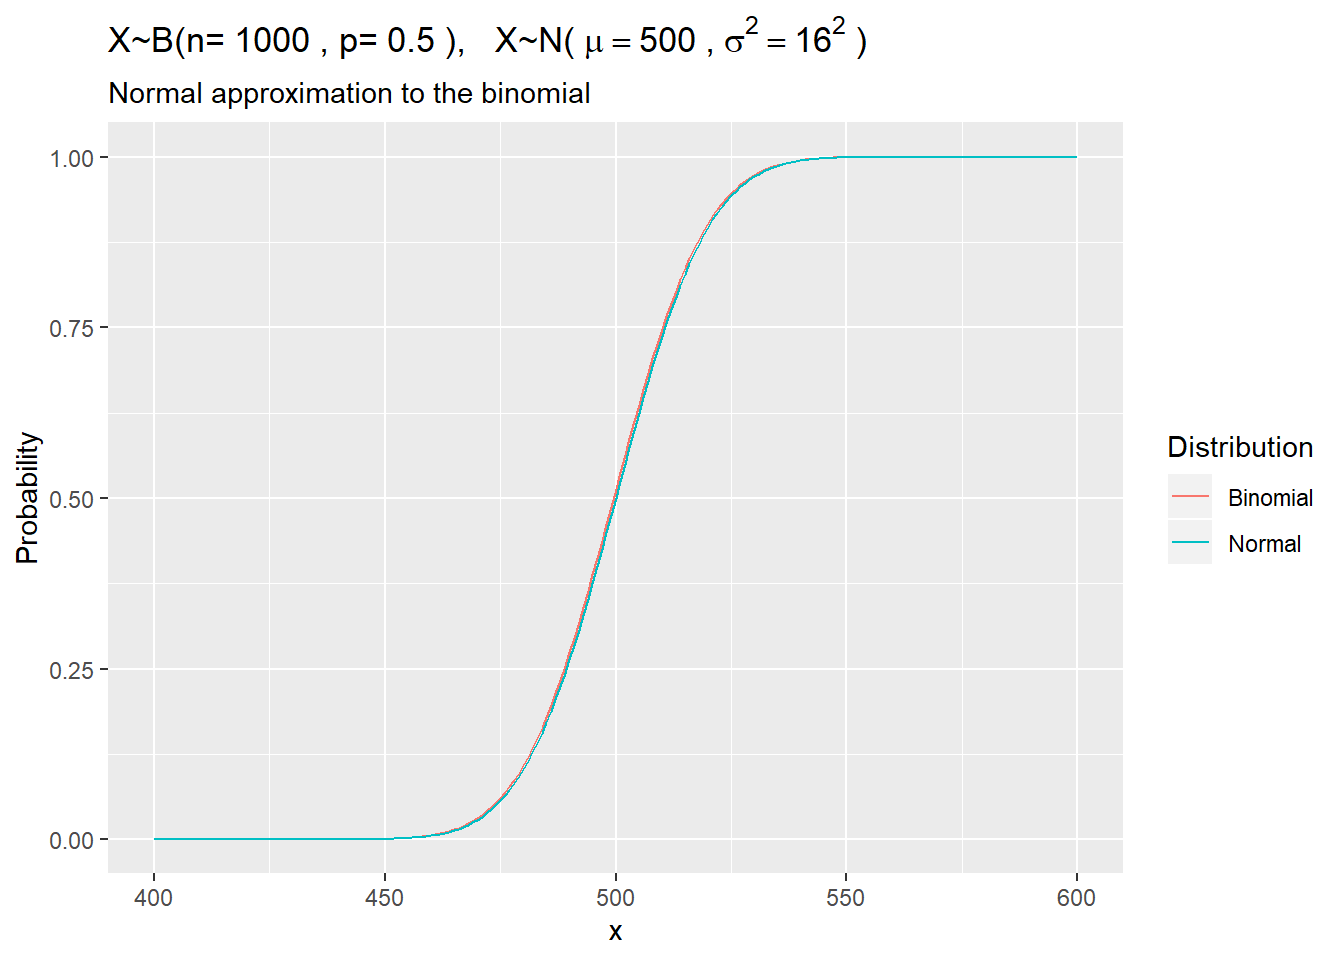 X~B(n= 1000 , p= 0.5 ), X~N( μ = 500 , σ² = 16² )
Normal approximation to the binomial
1.00
0.75
0.50
0.25
0.00
Probability
400 450 500 550 600
x
Distribution
Binomial
Normal